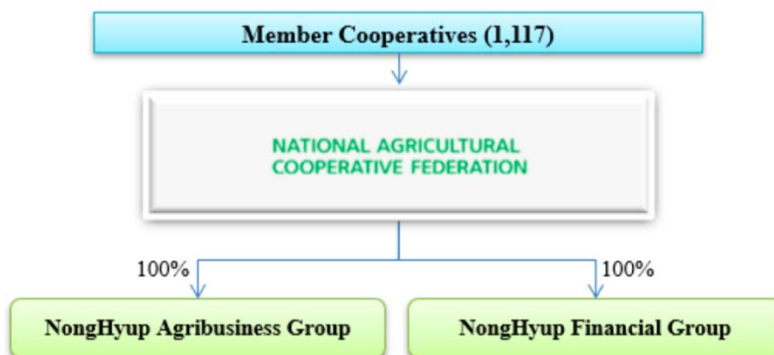 Member Cooperatives (1,117)
NATIONAL AGRICULTURAL
COOPERATIVE FEDERATION
100%
100%
NongHyup Agribusiness Group
NongHyup Financial Group